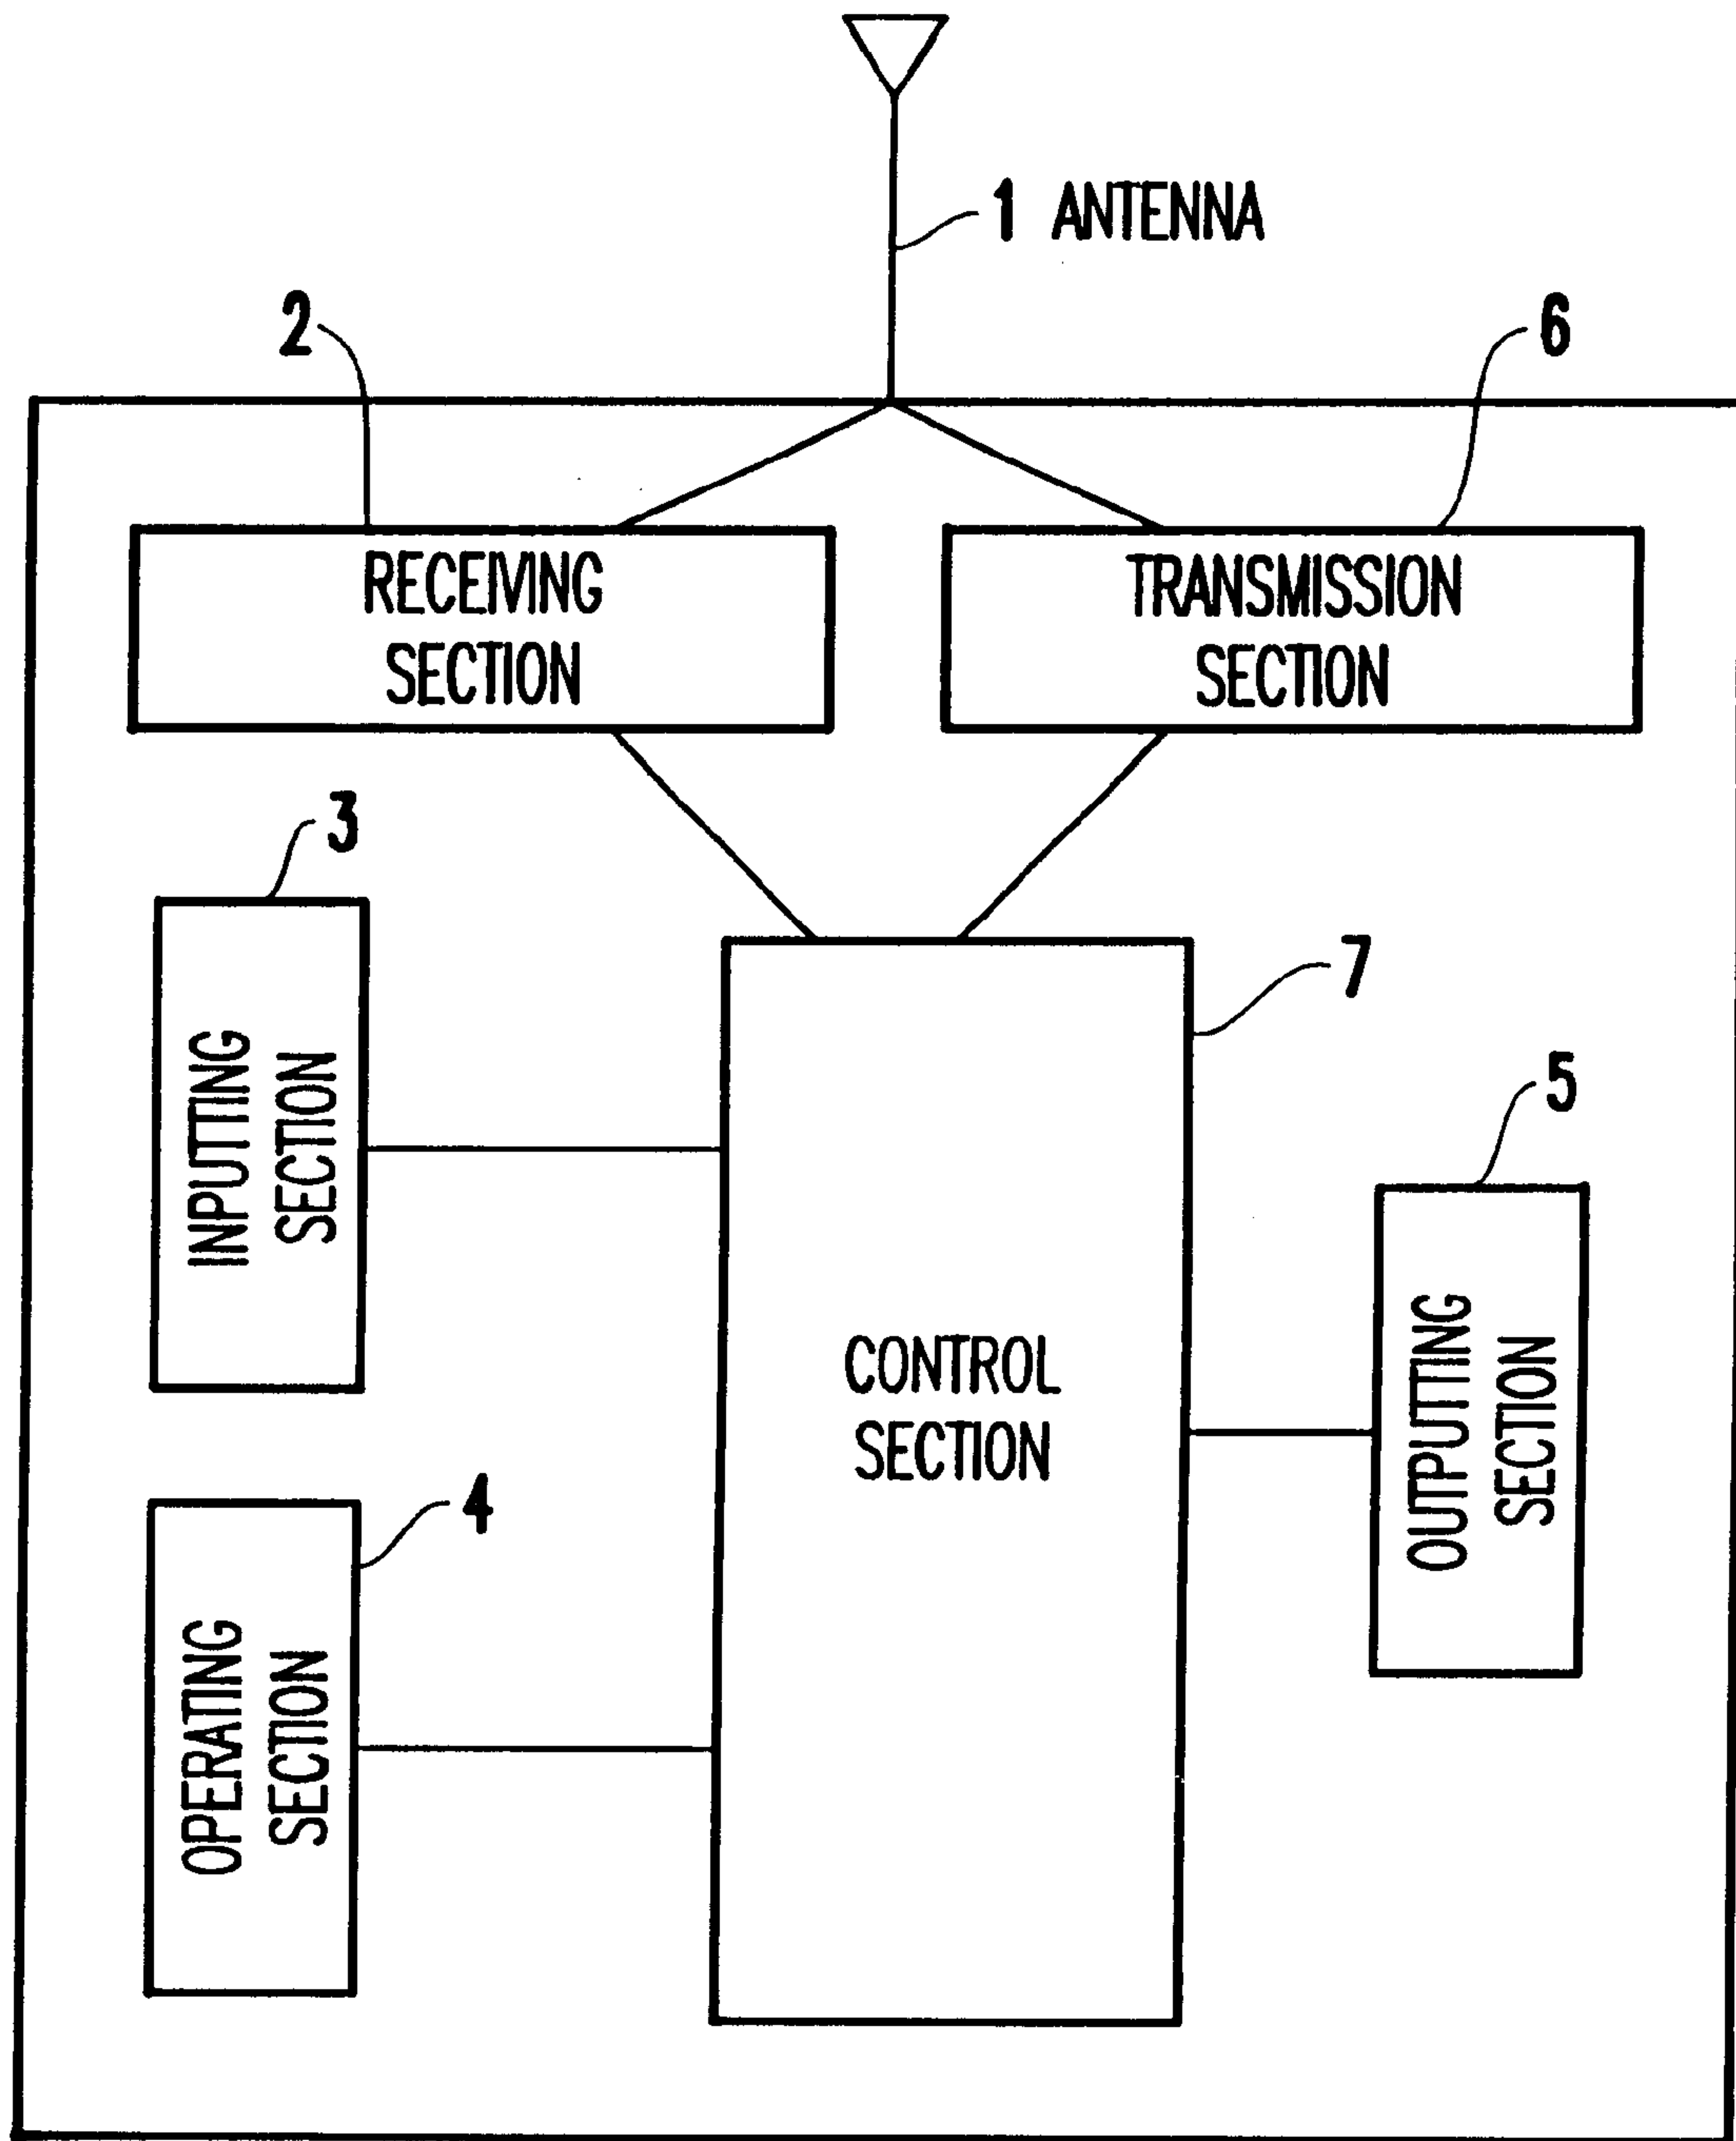 1 ANTENNA
2
6
RECEIVING
SECTION
TRANSMISSION
SECTION
3
7
INPUTTING
SECTION
5
CONTROL
SECTION
OUTPUTTING
SECTION
4
OPERATING
SECTION